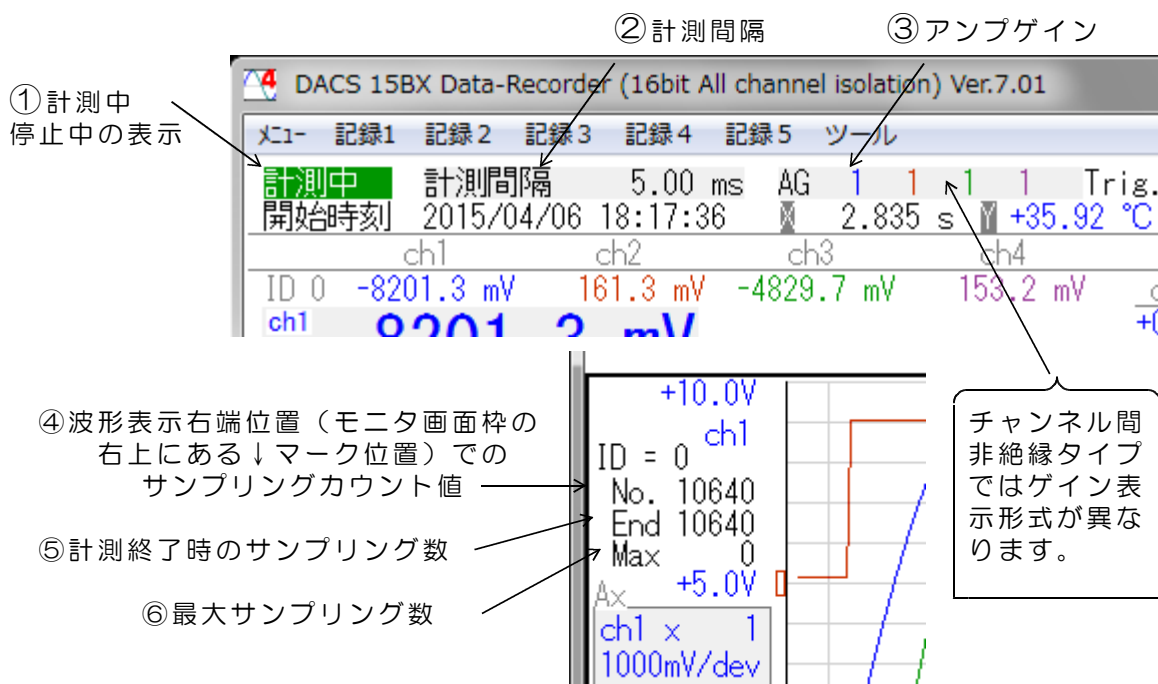 ②計測間隔
③アンプゲイン
①計測中
停止中の表示
DACS 15BX Data-Recorder (16bit All channel isolation) Ver.7.01
ﾒﾆｭｰ 記録1 記録2 記録3 記録4 記録5 ツール
計測中 計測間隔 5.00 ms AG 1 1 1 1 Trig.
開始時刻 2015/04/06 18:17:36 X 2.835 s Y +35.92 ℃
ch1 ch2 ch3 ch4
ID 0 -8201.3 mV 161.3 mV -4829.7 mV 153.2 mV
ch1 8201.3 mV
④波形表示右端位置（モニタ画面枠の
右上にある↓マーク位置）での
サンプリングカウント値
⑤計測終了時のサンプリング数
⑥最大サンプリング数
+10.0V
ch1
ID = 0
No. 10640
End 10640
Max 0
+5.0V
Ax
ch1 x 1
1000mV/dev
チャンネル間
非絶縁タイプ
ではゲイン表
示形式が異な
ります。